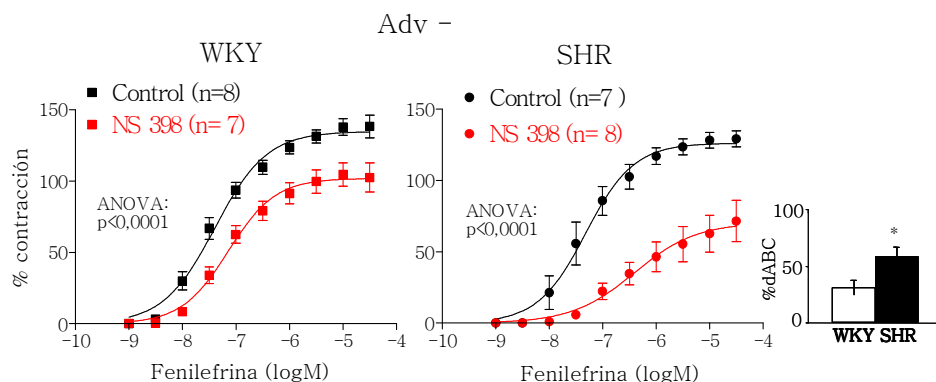 Adv -
WKY
SHR
Control (n=8)
NS 398 (n= 7)
Control (n=7 )
NS 398 (n= 8)
% contracción
150
100
50
0
ANOVA:
p<0,0001
-9 -8 -7 -6 -5 -4
Fenilefrina (logM)
150
100
50
0
ANOVA:
p<0,0001
-9 -8 -7 -6 -5 -4
Fenilefrina (logM)
%dABC
100
50
0
*
WKY SHR